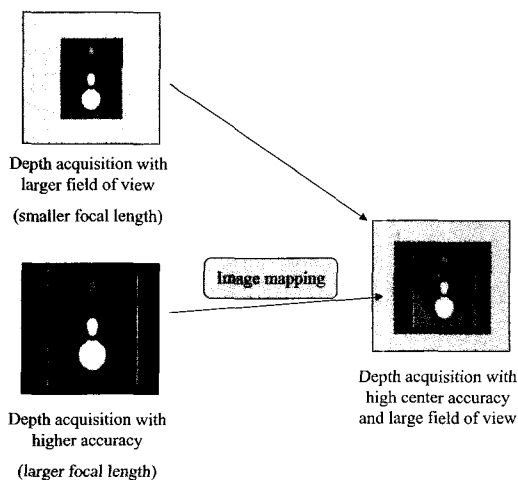 Depth acquisition with
larger field of view
(smaller focal length)
Image mapping
Depth acquisition with
higher accuracy
(larger focal length)
Depth acquisition with
high center accuracy
and large field of view